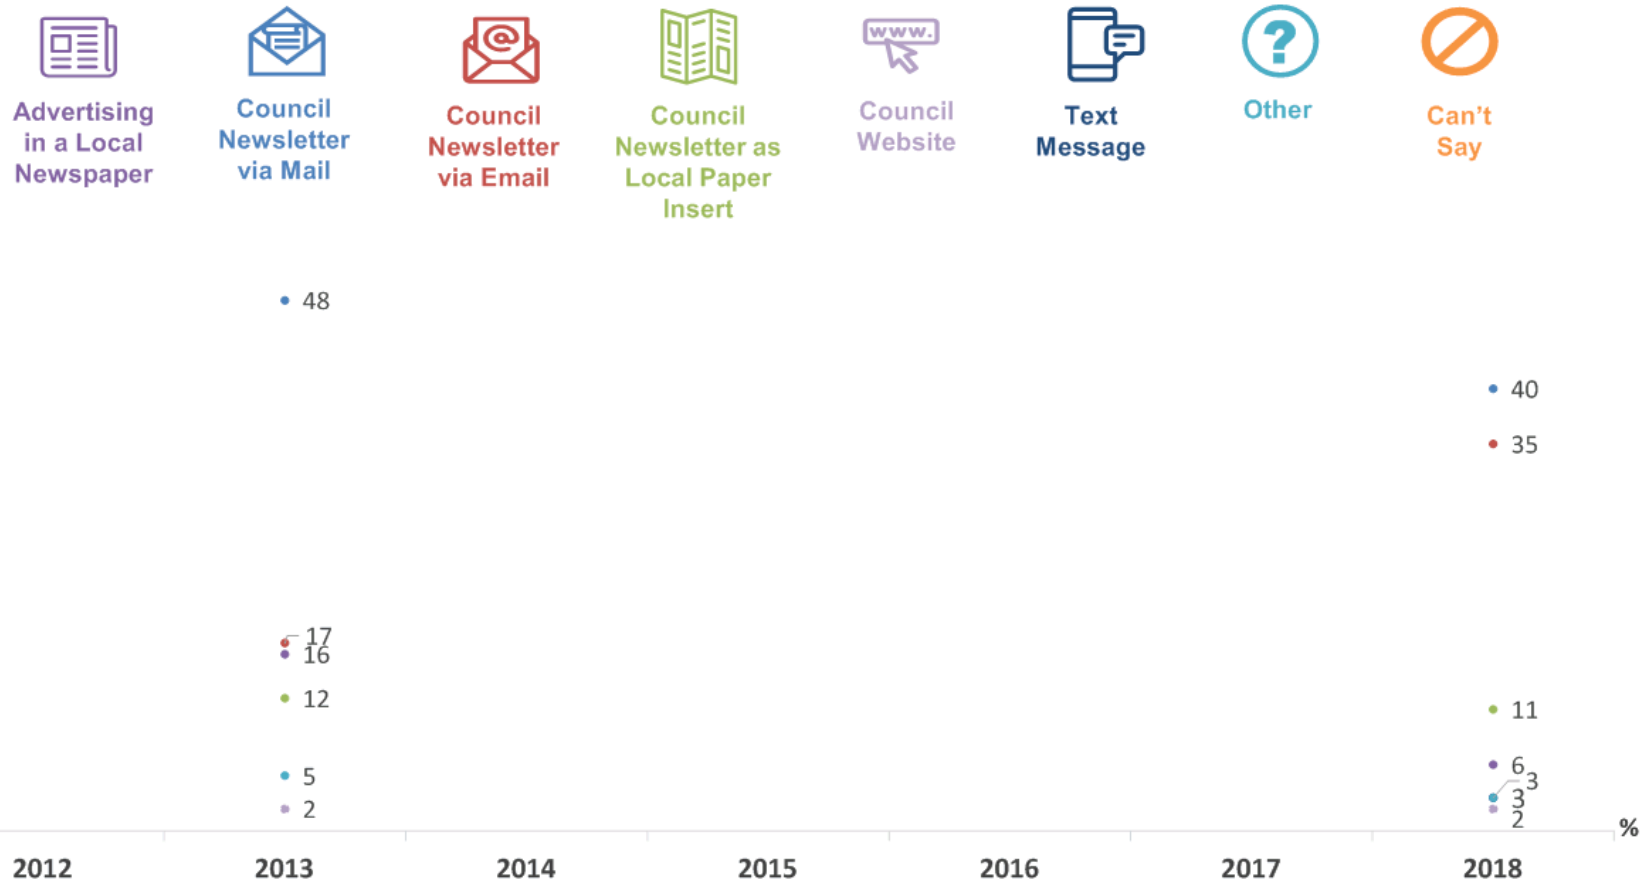 www.
@
?
Advertising
in a Local
Newspaper
Council
Newsletter
via Mail
Council
Newsletter
via Email
Council
Newsletter as
Local Paper
Insert
Council
Website
Text
Message
Other
Can't
Say
48
17
16
12
5
2
40
35
11
6
3
3
2
%
2012 2013 2014 2015 2016 2017 2018